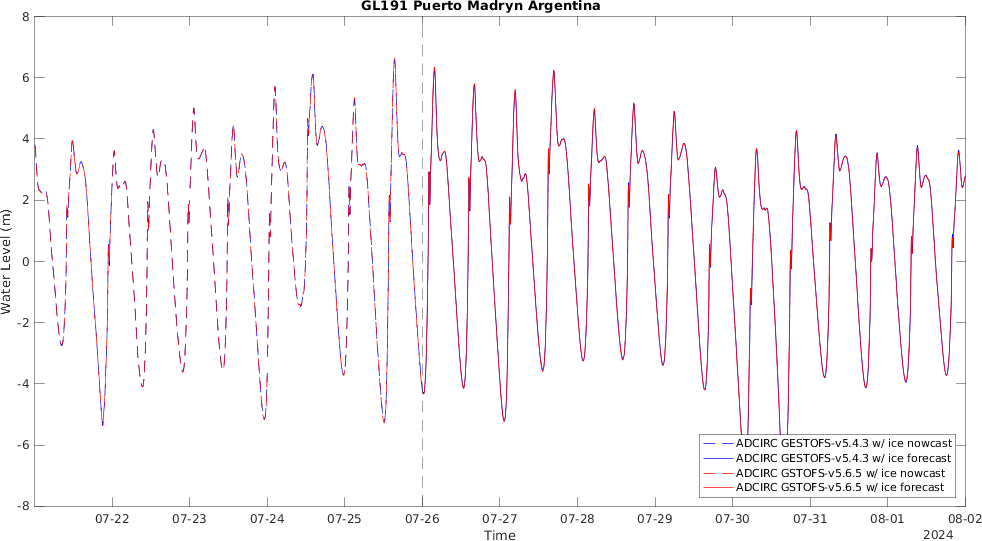 GL191 Puerto Madryn Argentina
8
6
4
2
0
-2
-4
-6
-8
Water Level (m)
ADCIRC GESTOFS-v5.4.3 w/ ice nowcast
ADCIRC GESTOFS-v5.4.3 w/ ice forecast
ADCIRC GSTOFS-v5.6.5 w/ ice nowcast
ADCIRC GSTOFS-v5.6.5 w/ ice forecast
07-22 07-23 07-24 07-25 07-26 07-27 07-28 07-29 07-30 07-31 08-01 08-02
Time
2024